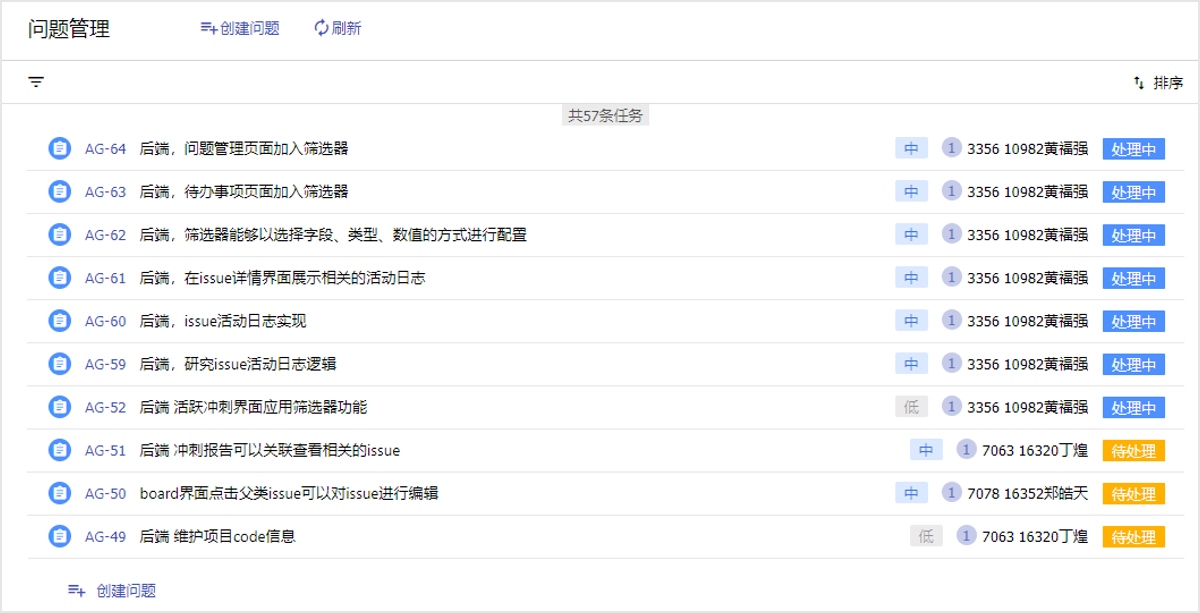 问题管理 创建问题 刷新
排序
共57条任务
AG-64 后端，问题管理页面加入筛选器 中 1 3356 10982黄福强 处理中
AG-63 后端，待办事项页面加入筛选器 中 1 3356 10982黄福强 处理中
AG-62 后端，筛选器能够以选择字段、类型、数值的方式进行配置 中 1 3356 10982黄福强 处理中
AG-61 后端，在issue详情界面展示相关的活动日志 中 1 3356 10982黄福强 处理中
AG-60 后端，issue活动日志实现 中 1 3356 10982黄福强 处理中
AG-59 后端，研究issue活动日志逻辑 中 1 3356 10982黄福强 处理中
AG-52 后端 活跃冲刺界面应用筛选器功能 低 1 3356 10982黄福强 处理中
AG-51 后端 冲刺报告可以关联查看相关的issue 中 1 7063 16320丁煌 待处理
AG-50 board界面点击父类issue可以对issue进行编辑 中 1 7078 16352郑皓天 待处理
AG-49 后端 维护项目code信息 低 1 7063 16320丁煌 待处理
创建问题